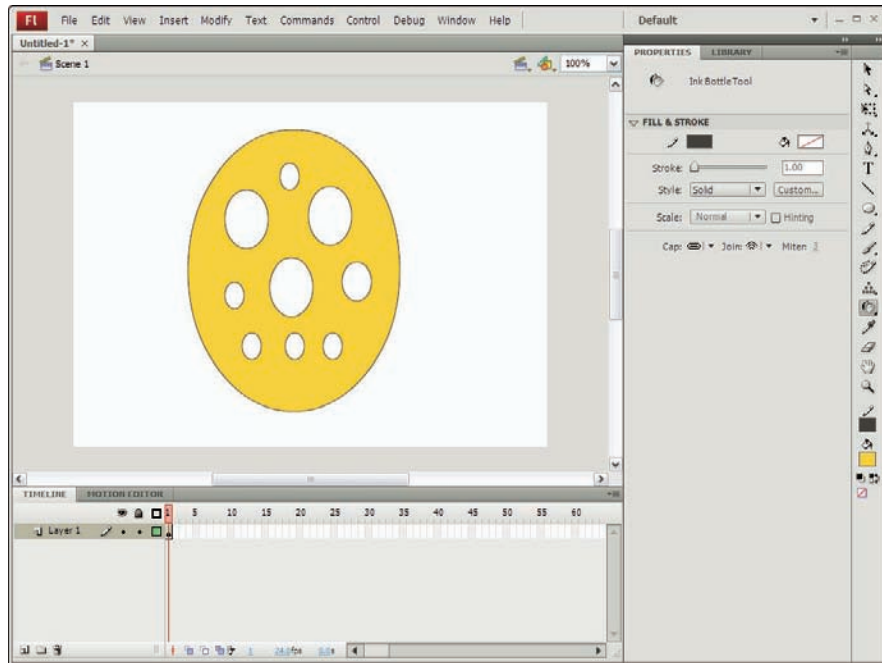 Fl File Edit View Insert Modify Text Commands Control Debug Window Help Default
Untitled-1* ×
Scene 1 100%
PROPERTIES LIBRARY
Ink Bottle Tool
FILL & STROKE
Stroke: 1.00
Style: Solid Custom...
Scale: Normal Hinting
Cap: Join: Miter: 3
T
TIMELINE MOTION EDITOR
1 5 10 15 20 25 30 35 40 45 50 55 60
Layer 1
1 24.0fps 0.0s